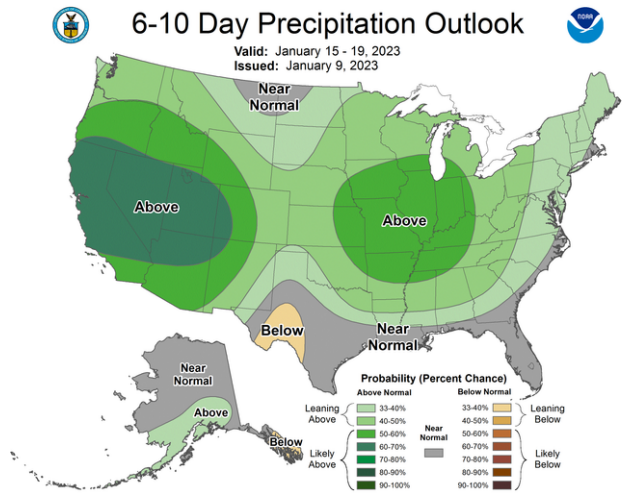 6-10 Day Precipitation Outlook
Valid: January 15 - 19, 2023
Issued: January 9, 2023
NOAA
Near
Normal
Above
Above
Below
Near
Normal
Near
Normal
Above
Below
Probability (Percent Chance)
Above Normal
Below Normal
Leaning
Above
33-40%
40-50%
Likely
Above
50-60%
60-70%
70-80%
80-90%
90-100%
Near
Normal
33-40%
40-50%
Leaning
Below
50-60%
60-70%
70-80%
80-90%
90-100%
Likely
Below